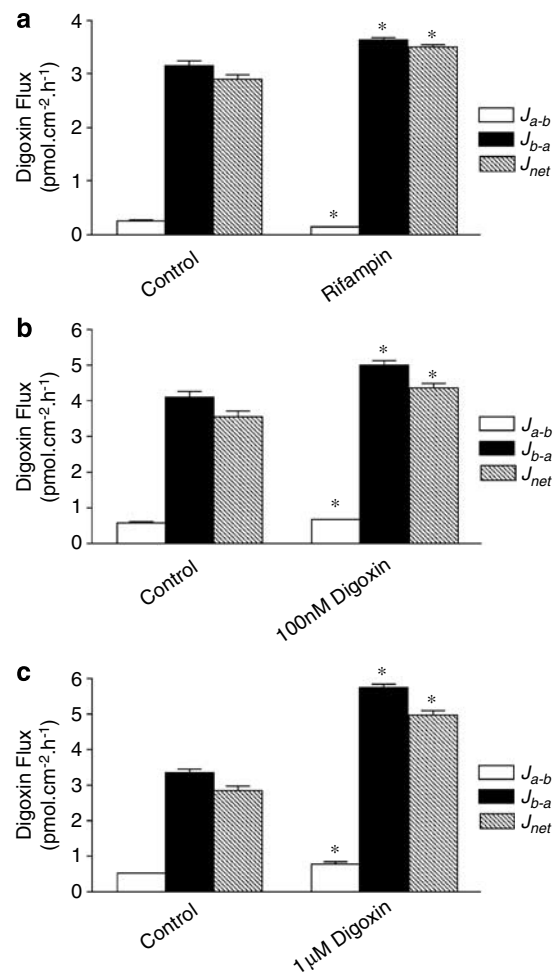 a
Digoxin Flux
(pmol.cm-2.h-1)
4
3
2
1
0
*
*
*
Control
Rifampin
Ja-b
Jb-a
Jnet
b
Digoxin Flux
(pmol.cm-2.h-1)
6
5
4
3
2
1
0
*
*
*
Control
100nM Digoxin
Ja-b
Jb-a
Jnet
c
Digoxin Flux
(pmol.cm-2.h-1)
6
5
4
3
2
1
0
*
*
*
Control
1μM Digoxin
Ja-b
Jb-a
Jnet